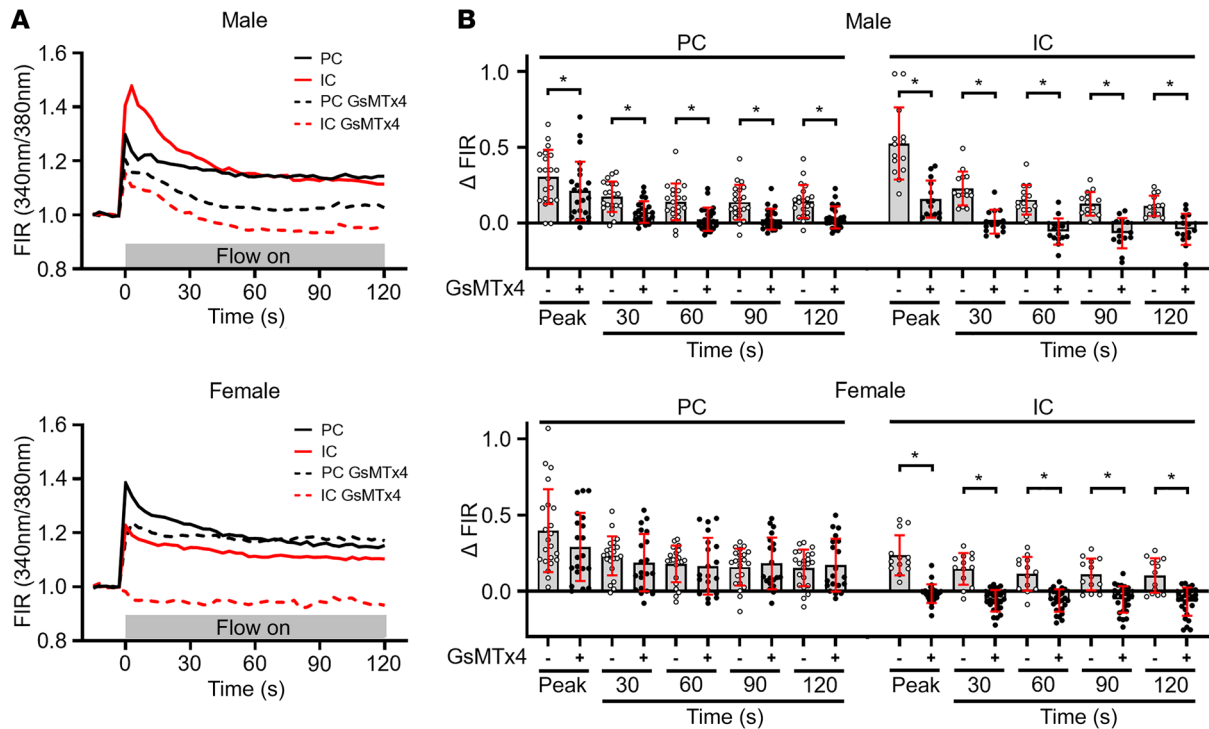 A
Male
1.6
1.4
1.2
1.0
0.8
FIR (340nm/380nm)
PC
IC
PC GsMTx4
IC GsMTx4
Flow on
0 30 60 90 120
Time (s)
B
Male
PC IC
1.0
0.5
0.0
Δ FIR
* * * * * * * * * *
GsMTx4 - + - + - + - + - + - + - + - + - + - +
Peak 30 60 90 120 Peak 30 60 90 120
Time (s) Time (s)
Female
1.6
1.4
1.2
1.0
0.8
FIR (340nm/380nm)
PC
IC
PC GsMTx4
IC GsMTx4
Flow on
0 30 60 90 120
Time (s)
Female
PC IC
1.0
0.5
0.0
Δ FIR
* * * * *
GsMTx4 - + - + - + - + - + - + - + - + - + - +
Peak 30 60 90 120 Peak 30 60 90 120
Time (s) Time (s)